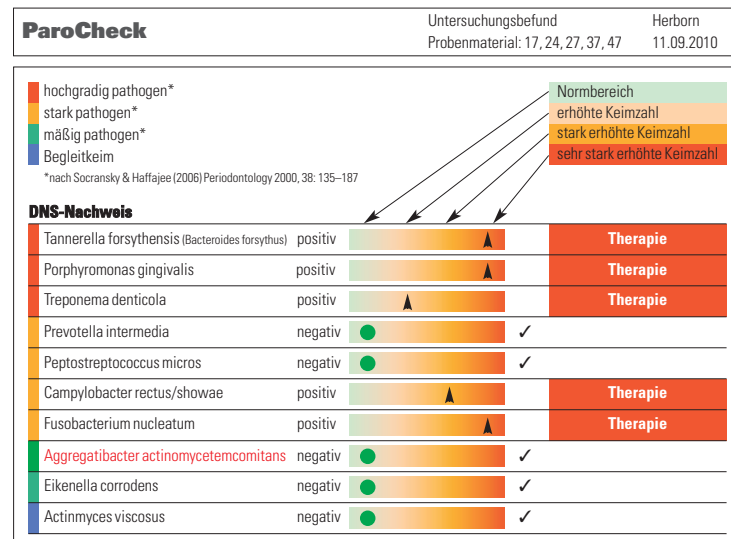 ParoCheck
Untersuchungsbefund Herborn
Probenmaterial: 17, 24, 27, 37, 47 11.09.2010
hochgradig pathogen*
stark pathogen*
mäßig pathogen*
Begleitkeim
*nach Socransky & Haffajee (2006) Periodontology 2000, 38: 135–187
Normbereich
erhöhte Keimzahl
stark erhöhte Keimzahl
sehr stark erhöhte Keimzahl
DNS-Nachweis
Tannerella forsythensis (Bacteroides forsythus) positiv Therapie
Porphyromonas gingivalis positiv Therapie
Treponema denticola positiv Therapie
Prevotella intermedia negativ ✓
Peptostreptococcus micros negativ ✓
Campylobacter rectus/showae positiv Therapie
Fusobacterium nucleatum positiv Therapie
Aggregatibacter actinomycetemcomitans negativ ✓
Eikenella corrodens negativ ✓
Actinmyces viscosus negativ ✓